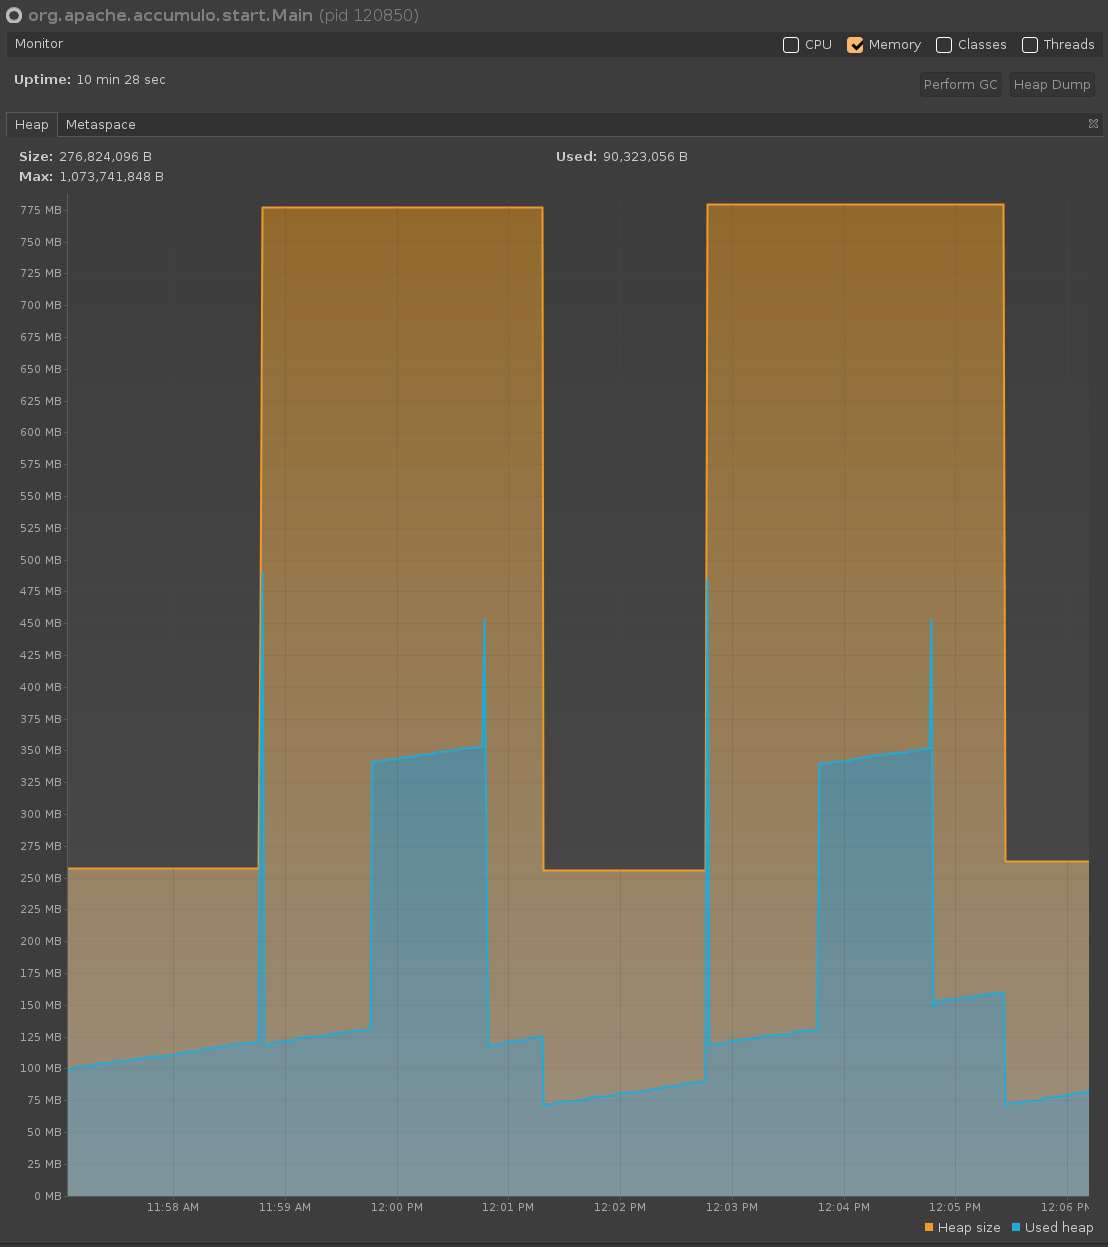 org.apache.accumulo.start.Main (pid 120850)
Monitor
CPU Memory Classes Threads
Uptime: 10 min 28 sec
Perform GC Heap Dump
Heap Metaspace
Size: 276,824,096 B Used: 90,323,056 B
Max: 1,073,741,848 B
775 MB
750 MB
725 MB
700 MB
675 MB
650 MB
625 MB
600 MB
575 MB
550 MB
525 MB
500 MB
475 MB
450 MB
425 MB
400 MB
375 MB
350 MB
325 MB
300 MB
275 MB
250 MB
225 MB
200 MB
175 MB
150 MB
125 MB
100 MB
75 MB
50 MB
25 MB
0 MB
11:58 AM 11:59 AM 12:00 PM 12:01 PM 12:02 PM 12:03 PM 12:04 PM 12:05 PM 12:06 PM
Heap size Used heap